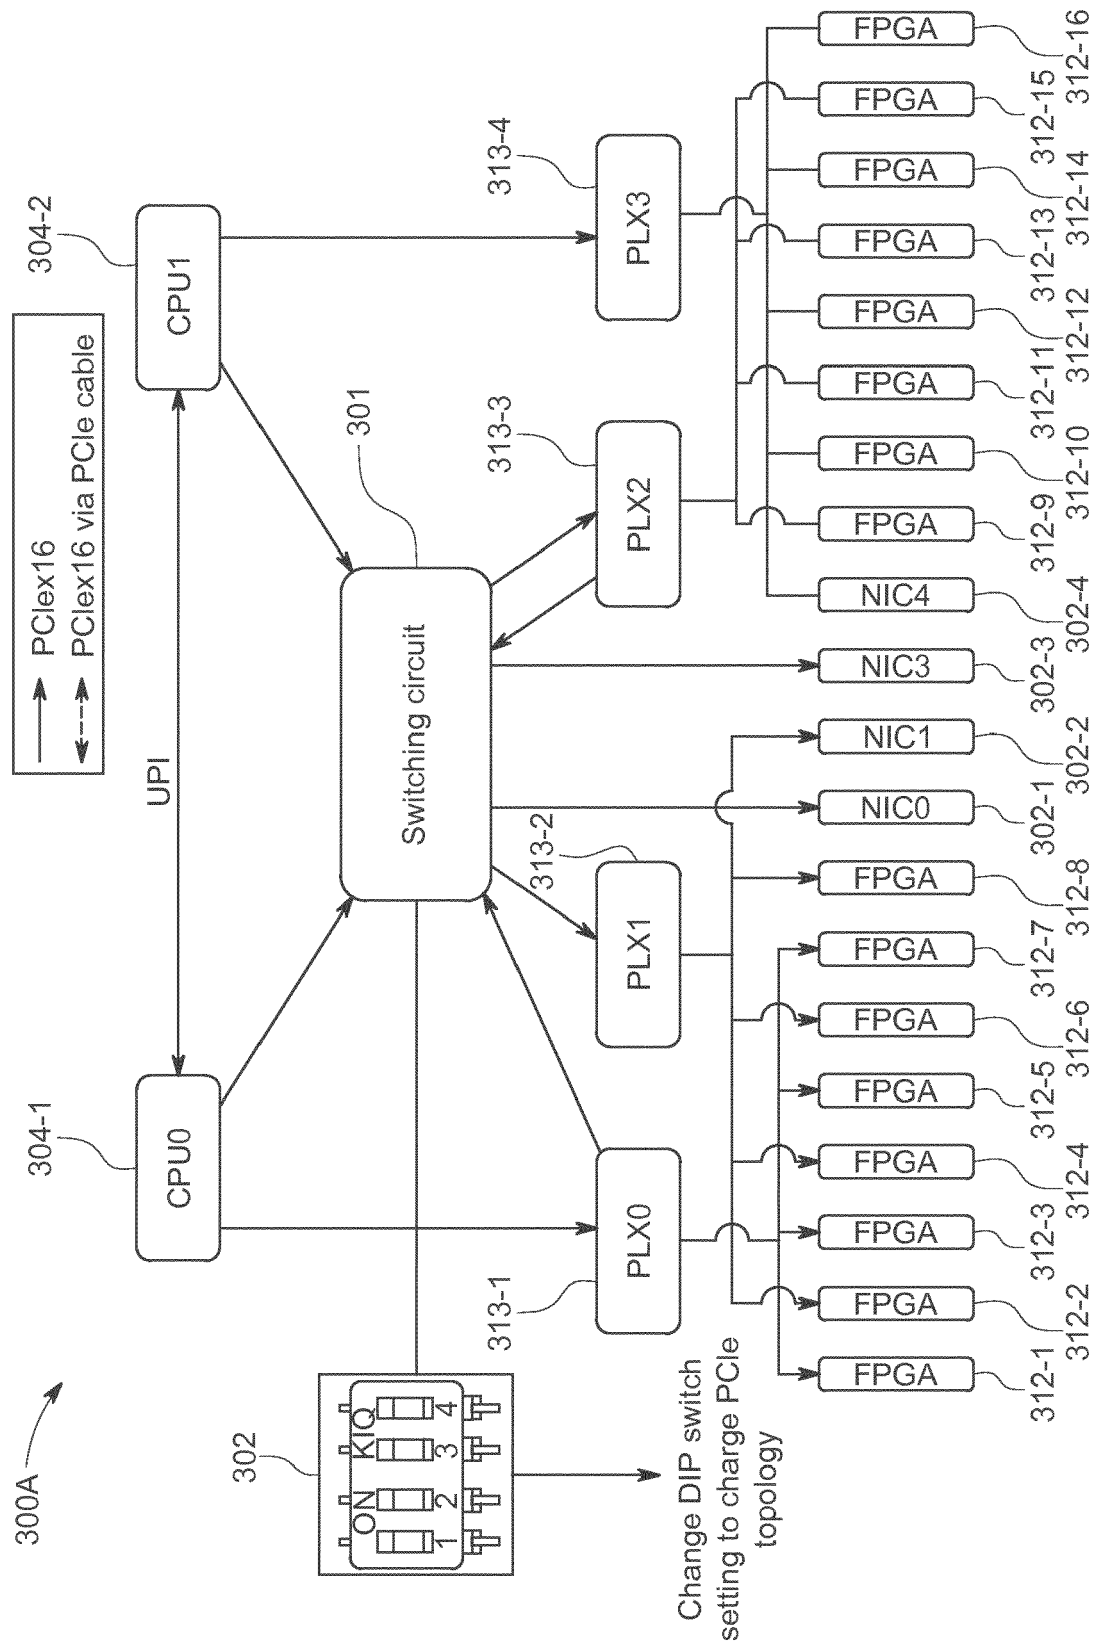 300A
PCIex16
PCIex16 via PCIe cable
304-1
CPU0
UPI
304-2
CPU1
302
ON KIQ
1 2 3 4
Change DIP switch
setting to charge PCIe
topology
301
Switching circuit
313-1
PLX0
313-2
PLX1
313-3
PLX2
313-4
PLX3
FPGA
FPGA
FPGA
FPGA
FPGA
FPGA
FPGA
FPGA
NIC0
NIC1
NIC3
NIC4
FPGA
FPGA
FPGA
FPGA
FPGA
FPGA
FPGA
FPGA
312-1
312-2
312-3
312-4
312-5
312-6
312-7
312-8
302-1
302-2
302-3
302-4
312-9
312-10
312-11
312-12
312-13
312-14
312-15
312-16